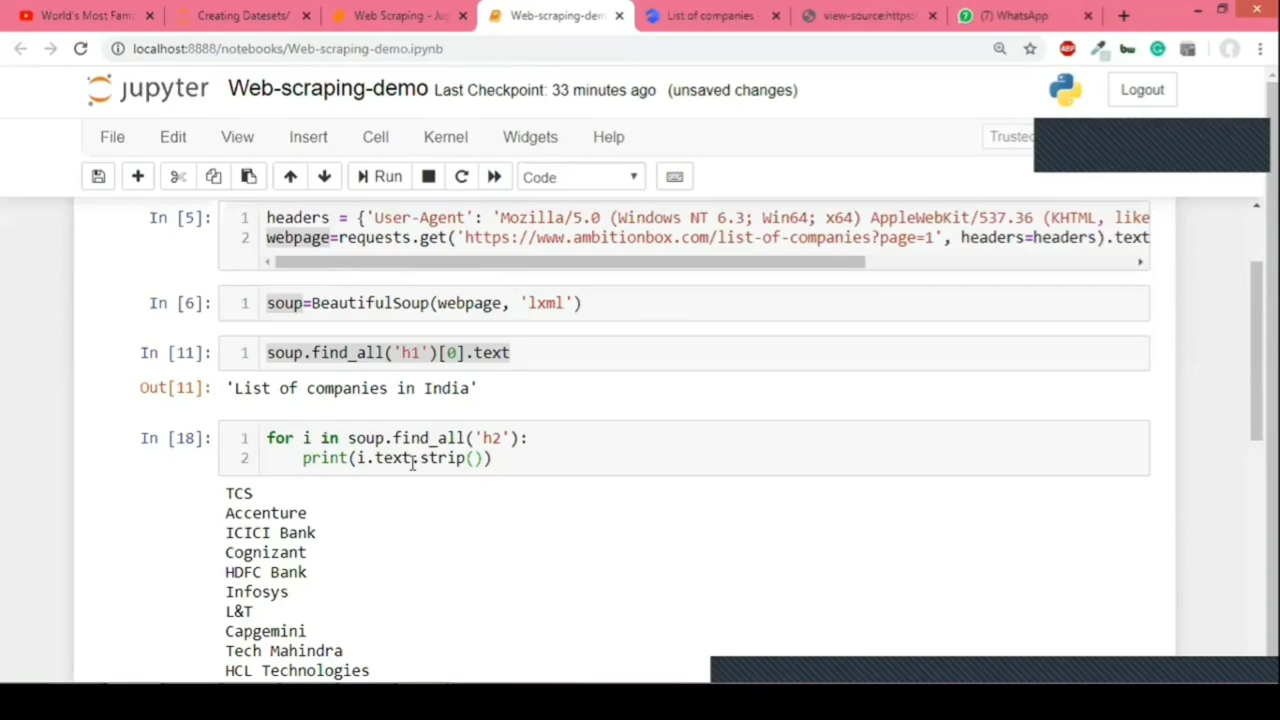 World's Most Fam
Creating Datesets/
Web Scraping - Jup
Web-scraping-dem
List of companies
view-source:https:
(7) WhatsApp
localhost:8888/notebooks/Web-scraping-demo.ipynb
ABP
jupyter Web-scraping-demo Last Checkpoint: 33 minutes ago (unsaved changes)
Logout
File Edit View Insert Cell Kernel Widgets Help
Trusted
Run
Code
In [5]:
1 headers = {'User-Agent': 'Mozilla/5.0 (Windows NT 6.3; Win64; x64) AppleWebKit/537.36 (KHTML, like
2 webpage=requests.get('https://www.ambitionbox.com/list-of-companies?page=1', headers=headers).text
In [6]:
1 soup=BeautifulSoup(webpage, 'lxml')
In [11]:
1 soup.find_all('h1')[0].text
Out[11]: 'List of companies in India'
In [18]:
1 for i in soup.find_all('h2'):
2 print(i.text.strip())
TCS
Accenture
ICICI Bank
Cognizant
HDFC Bank
Infosys
L&T
Capgemini
Tech Mahindra
HCL Technologies